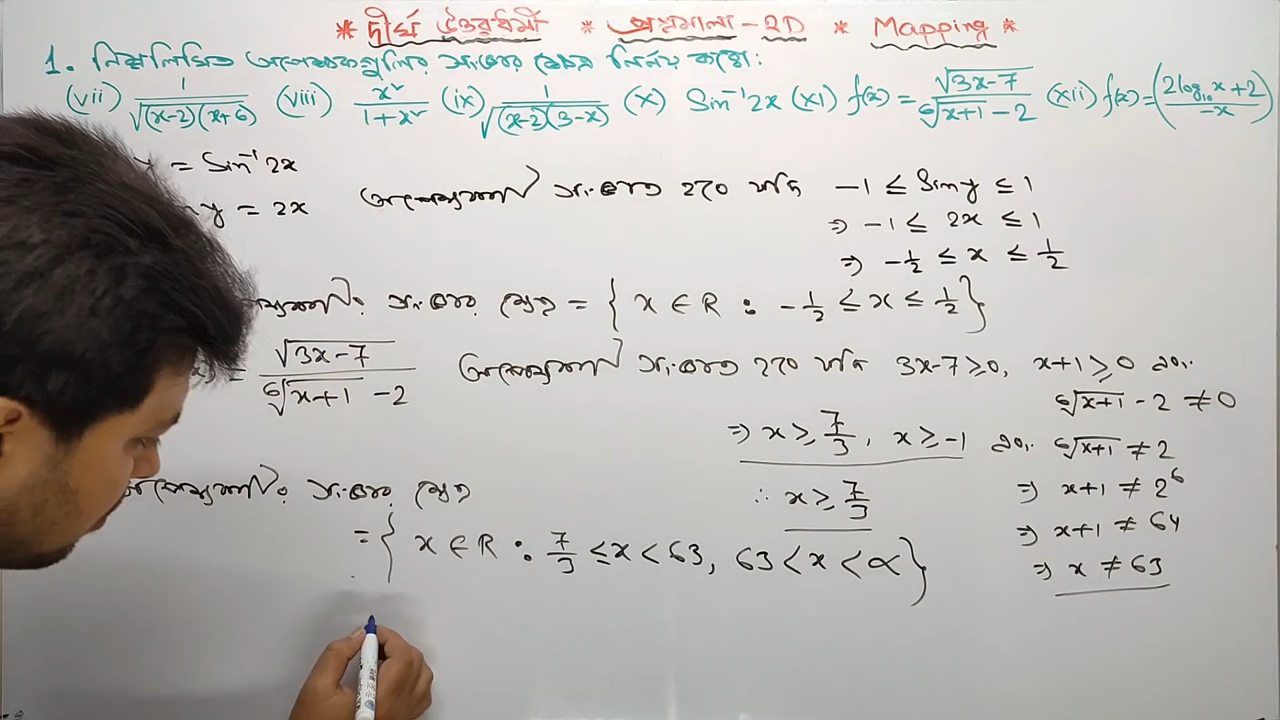 * দীর্ঘ উত্তরধর্মী * প্রশ্নমালা - 2D * Mapping *
1. নিম্নলিখিত অপেক্ষকগুলির সংজ্ঞার ক্ষেত্র নির্ণয় করো:
(vii) 1/√(x-2)(x+6) (viii) x²/1+x² (ix) 1/√(x-2)(3-x) (x) Sin⁻¹2x (xi) f(x) = √3x-7/⁶√x+1 - 2 (xii) f(x) = (2log₁₀x+2/-x)
y = Sin⁻¹2x
y = 2x অপেক্ষকটি সংজ্ঞাত হবে যদি -1 ≤ Sin y ≤ 1
⇒ -1 ≤ 2x ≤ 1
⇒ -1/2 ≤ x ≤ 1/2
সংজ্ঞার ক্ষেত্র = { x ∈ R : -1/2 ≤ x ≤ 1/2 }
= √3x-7/⁶√x+1 - 2 অপেক্ষকটি সংজ্ঞাত হবে যদি 3x-7 ≥ 0, x+1 ≥ 0 এবং
⁶√x+1 - 2 ≠ 0
⇒ x ≥ 7/3, x ≥ -1 এবং ⁶√x+1 ≠ 2
∴ x ≥ 7/3 ⇒ x+1 ≠ 2⁶
⇒ x+1 ≠ 64
⇒ x ≠ 63
অপেক্ষকটির সংজ্ঞার ক্ষেত্র
= { x ∈ R : 7/3 ≤ x < 63, 63 < x < α }